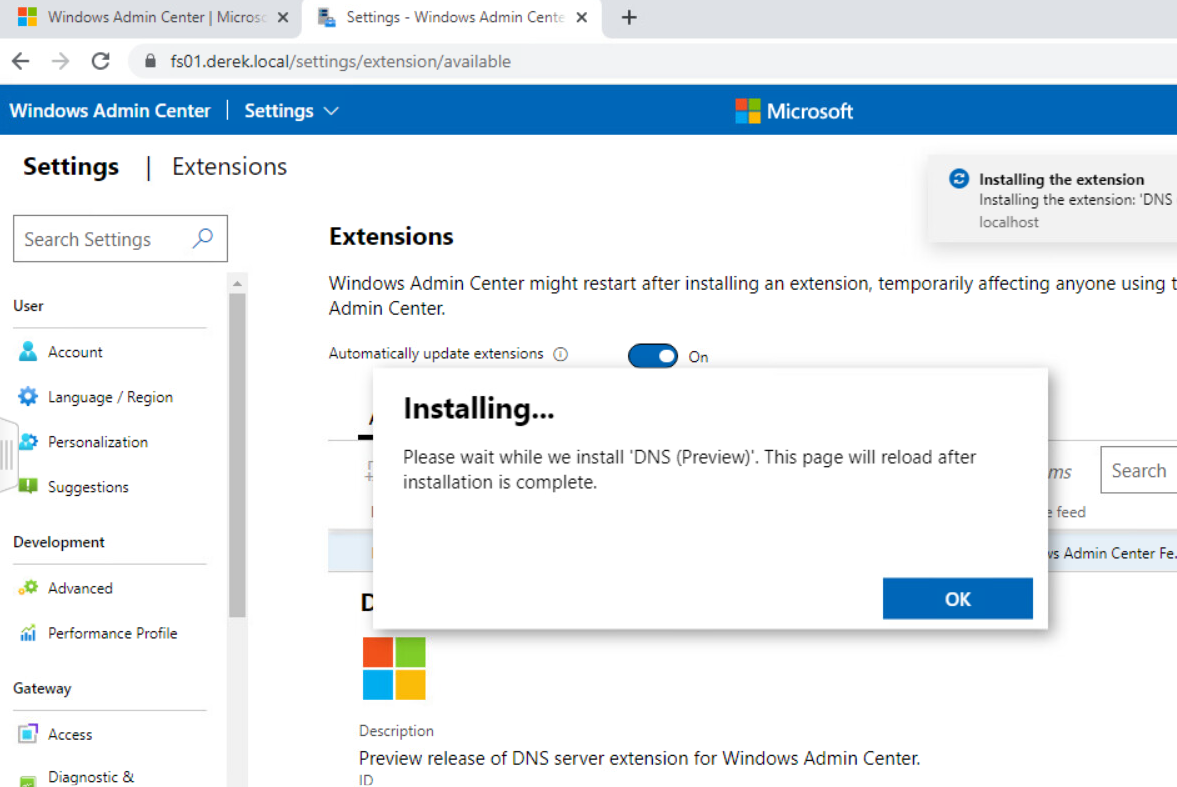 Windows Admin Center | Microsc
Settings - Windows Admin Cente
fs01.derek.local/settings/extension/available
Windows Admin Center | Settings
Microsoft
Settings | Extensions
Installing the extension
Installing the extension: 'DNS
localhost
Search Settings
Extensions
Windows Admin Center might restart after installing an extension, temporarily affecting anyone using t
Admin Center.
User
Account
Automatically update extensions
On
Language / Region
Personalization
Suggestions
Installing...
Please wait while we install 'DNS (Preview)'. This page will reload after
installation is complete.
OK
ms
Search
e feed
vs Admin Center Fe.
Development
Advanced
Performance Profile
Gateway
Access
Diagnostic &
D
Description
Preview release of DNS server extension for Windows Admin Center.
ID